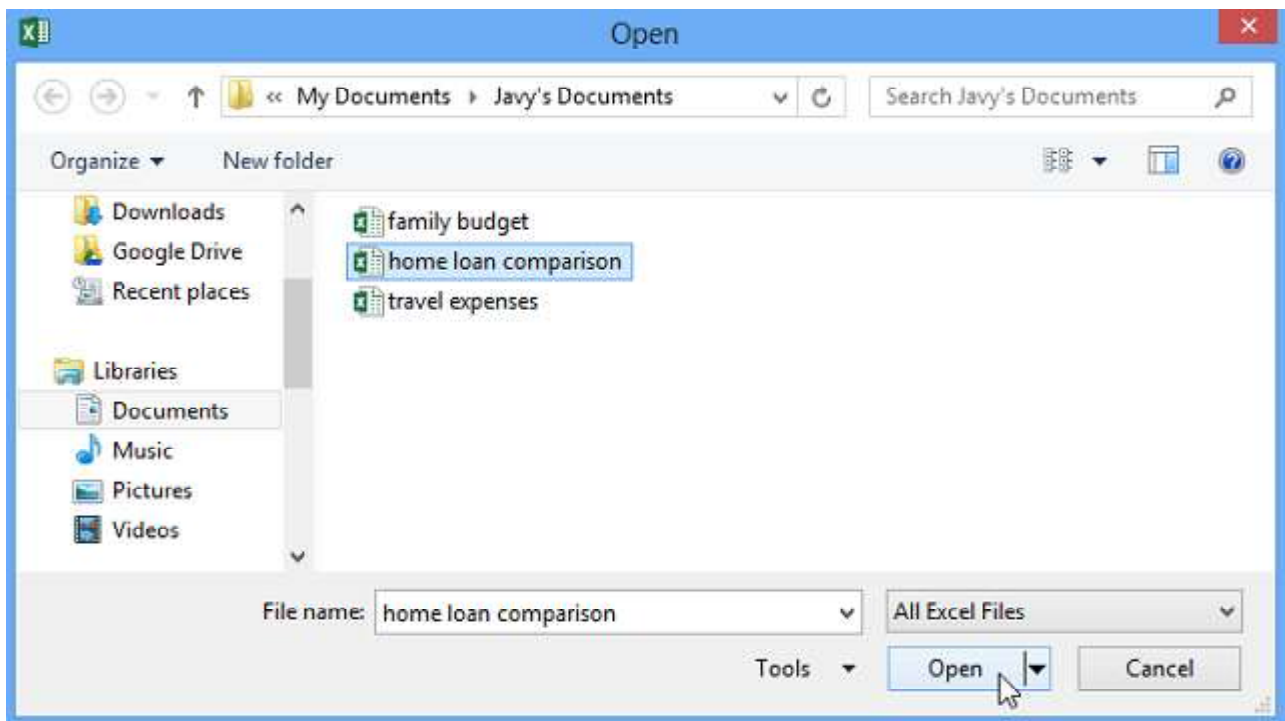 Open
« My Documents Javy's Documents
Search Javy's Documents
Organize New folder
Downloads
Google Drive
Recent places
Libraries
Documents
Music
Pictures
Videos
family budget
home loan comparison
travel expenses
File name: home loan comparison
All Excel Files
Tools Open Cancel